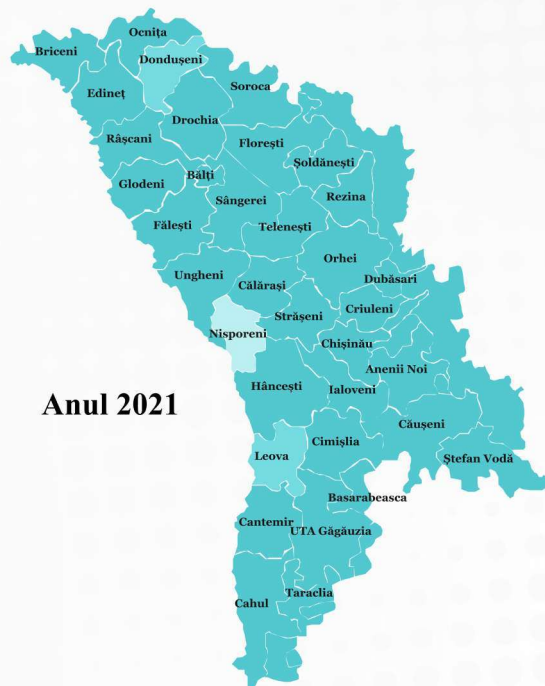 Ocnița
Briceni
Dondușeni
Edineț
Soroca
Drochia
Râșcani
Florești
Șoldănești
Glodeni
Bălți
Sângerei
Rezina
Fălești
Telenești
Orhei
Ungheni
Călărași
Dubăsari
Strășeni
Criuleni
Nisporeni
Chișinău
Anenii Noi
Hâncești
Ialoveni
Anul 2021
Căușeni
Cimișlia
Leova
Ștefan Vodă
Basarabeasca
Cantemir
UTA Găgăuzia
Taraclia
Cahul